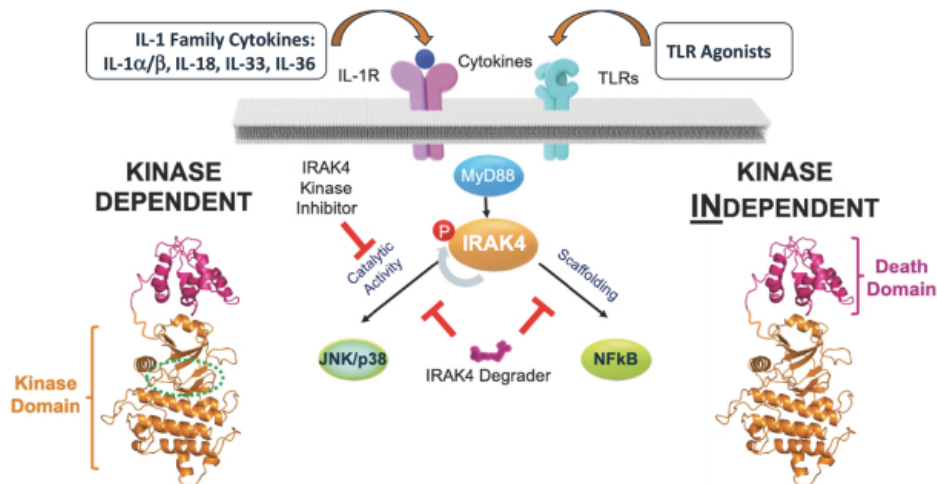 IL-1 Family Cytokines:
IL-1α/β, IL-18, IL-33, IL-36
IL-1R
Cytokines
TLRs
TLR Agonists
KINASE
DEPENDENT
IRAK4
Kinase
Inhibitor
MyD88
P
IRAK4
Catalytic
Activity
Scaffolding
JNK/p38
IRAK4 Degrader
NFkB
KINASE
INDEPENDENT
Kinase
Domain
Death
Domain